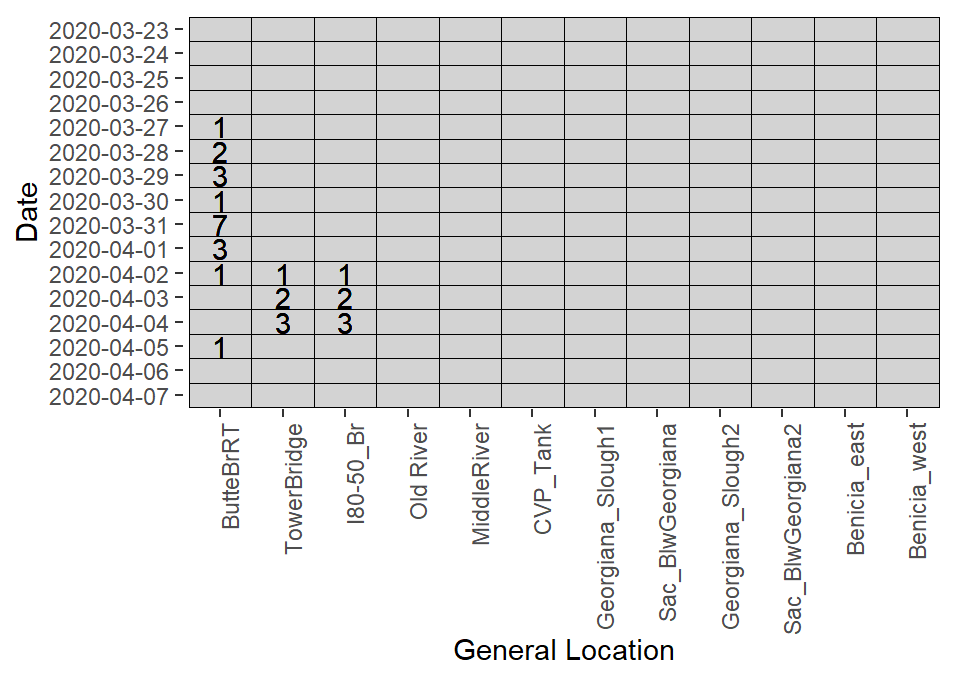 Date
2020-03-23
2020-03-24
2020-03-25
2020-03-26
2020-03-27 1
2020-03-28 2
2020-03-29 3
2020-03-30 1
2020-03-31 7
2020-04-01 3
2020-04-02 1 1 1
2020-04-03 2 2
2020-04-04 3 3
2020-04-05 1
2020-04-06
2020-04-07
ButteBrRT
TowerBridge
I80-50_Br
Old River
MiddleRiver
CVP_Tank
Georgiana_Slough1
Sac_BlwGeorgiana
Georgiana_Slough2
Sac_BlwGeorgiana2
Benicia_east
Benicia_west
General Location